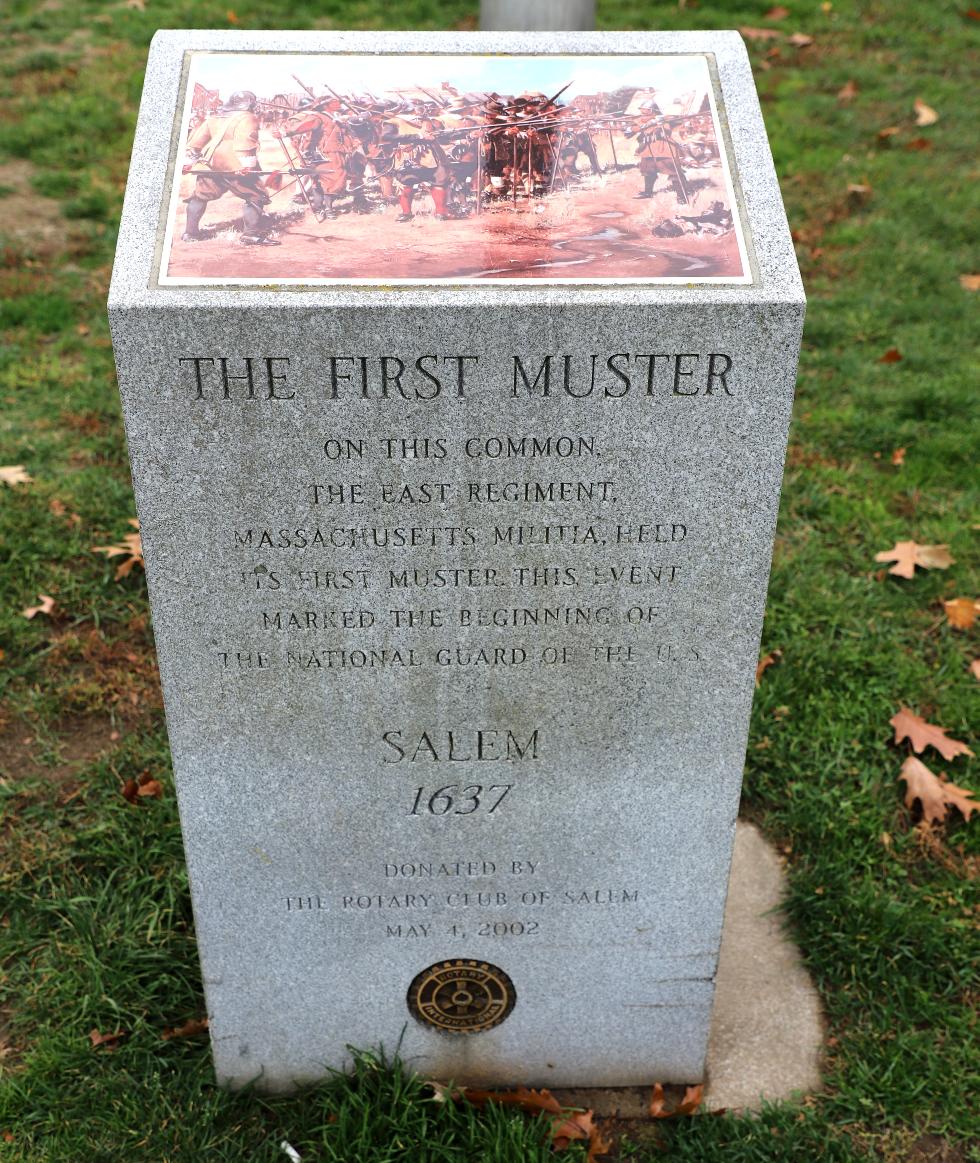 THE FIRST MUSTER
ON THIS COMMON,
THE EAST REGIMENT,
MASSACHUSETTS MILITIA, HELD
ITS FIRST MUSTER. THIS EVENT
MARKED THE BEGINNING OF
THE NATIONAL GUARD OF THE U. S.
SALEM
1637
DONATED BY
THE ROTARY CLUB OF SALEM
MAY 4, 2002
ROTARY
INTERNATIONAL